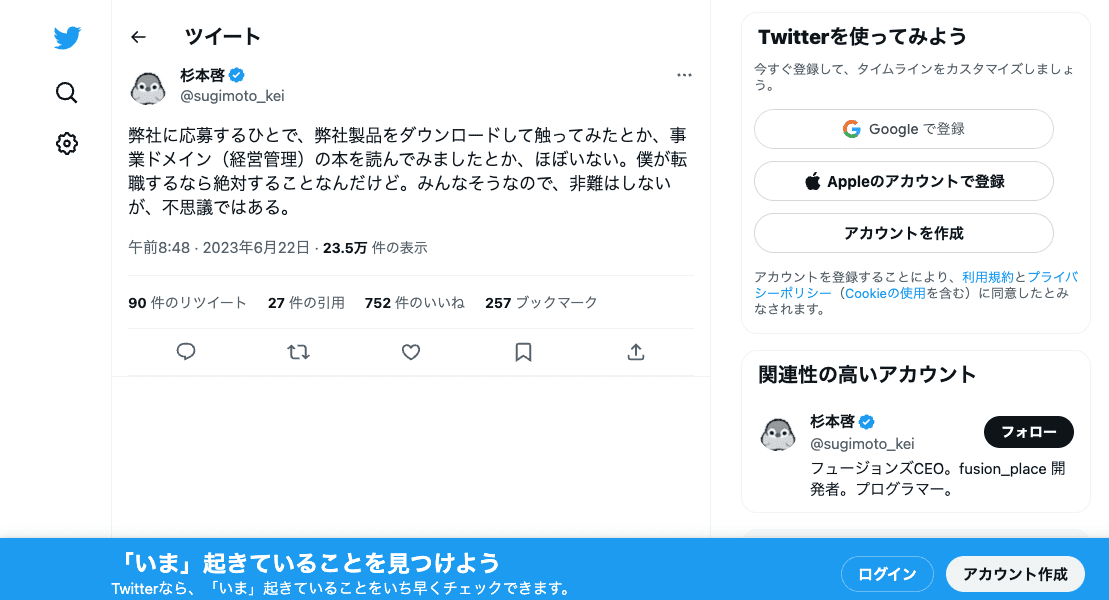 ツイート
杉本啓
@sugimoto_kei
弊社に応募するひとで、弊社製品をダウンロードして触ってみたとか、事
業ドメイン（経営管理）の本を読んでみましたとか、ほぼいない。僕が転
職するなら絶対することなんだけど。みんなそうなので、非難はしない
が、不思議ではある。
午前8:48 · 2023年6月22日 · 23.5万 件の表示
90 件のリツイート 27 件の引用 752 件のいいね 257 ブックマーク
Twitterを使ってみよう
今すぐ登録して、タイムラインをカスタマイズしましょ
う。
Google で登録
Appleのアカウントで登録
アカウントを作成
アカウントを登録することにより、利用規約とプライバ
シーポリシー（Cookieの使用を含む）に同意したとみ
なされます。
関連性の高いアカウント
杉本啓
@sugimoto_kei
フォロー
フュージョンズCEO。fusion_place 開
発者。プログラマー。
「いま」起きていることを見つけよう
Twitterなら、「いま」起きていることをいち早くチェックできます。
ログイン
アカウント作成